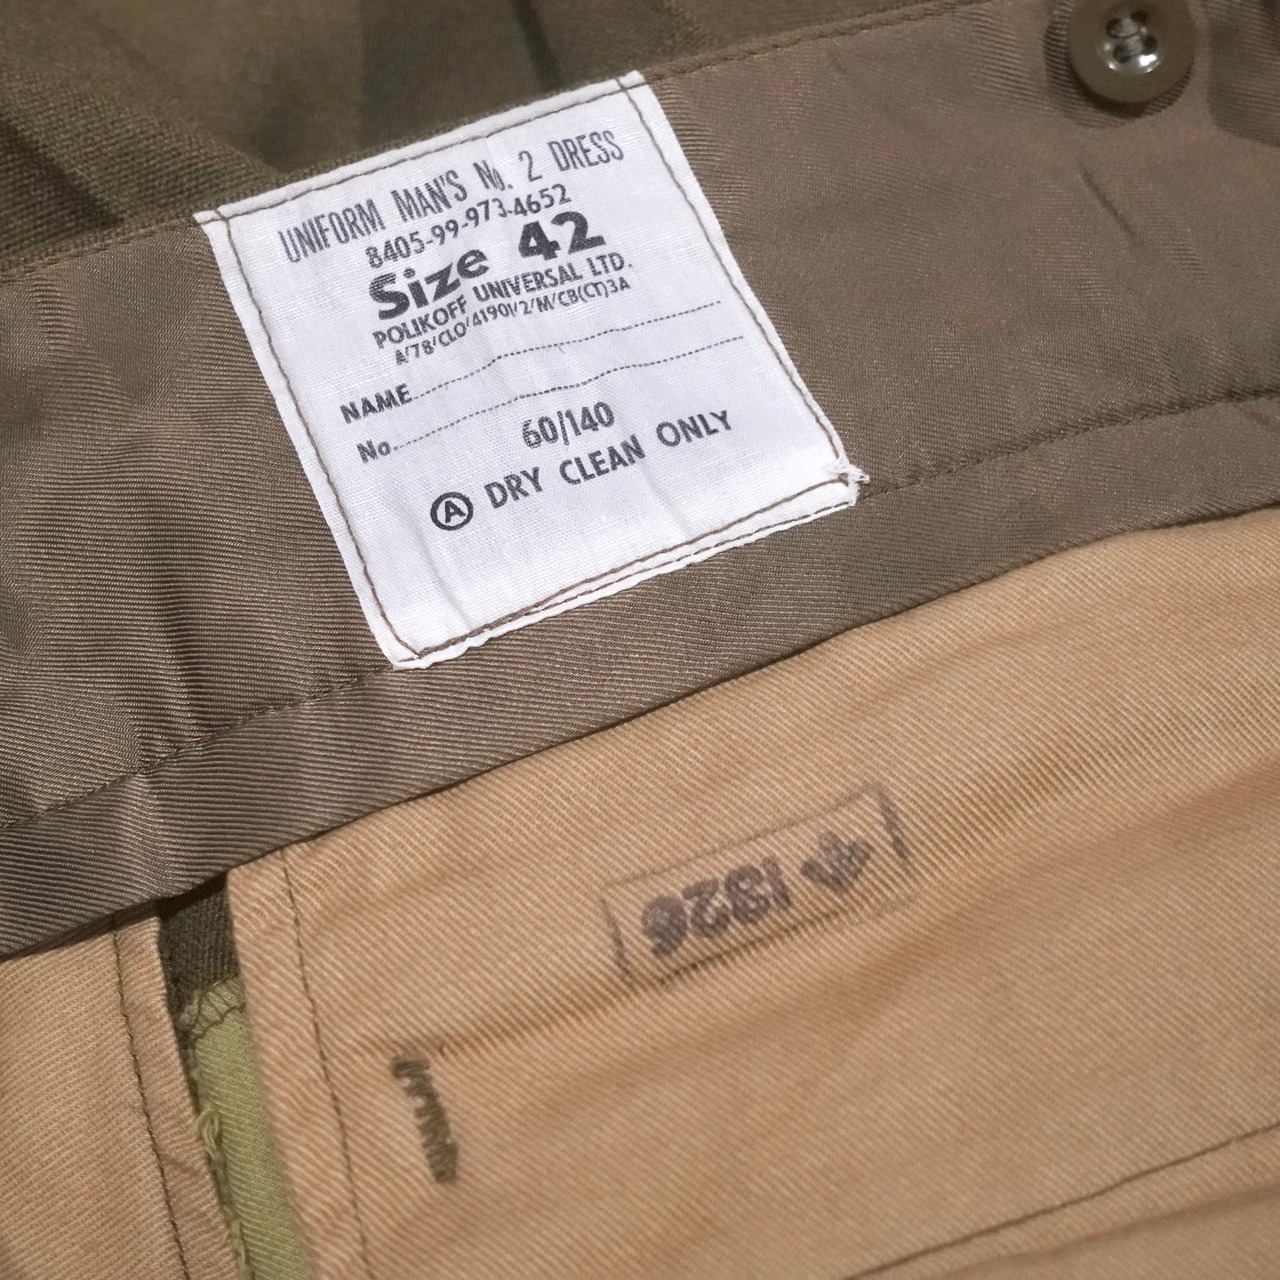 UNIFORM MAN'S No. 2 DRESS
8405-99-973-4652
Size 42
POLIKOFF UNIVERSAL LTD.
A/78/CLO/41901/2/M/CB(CT)3A
NAME
No.
60/140
Ⓐ DRY CLEAN ONLY
1326